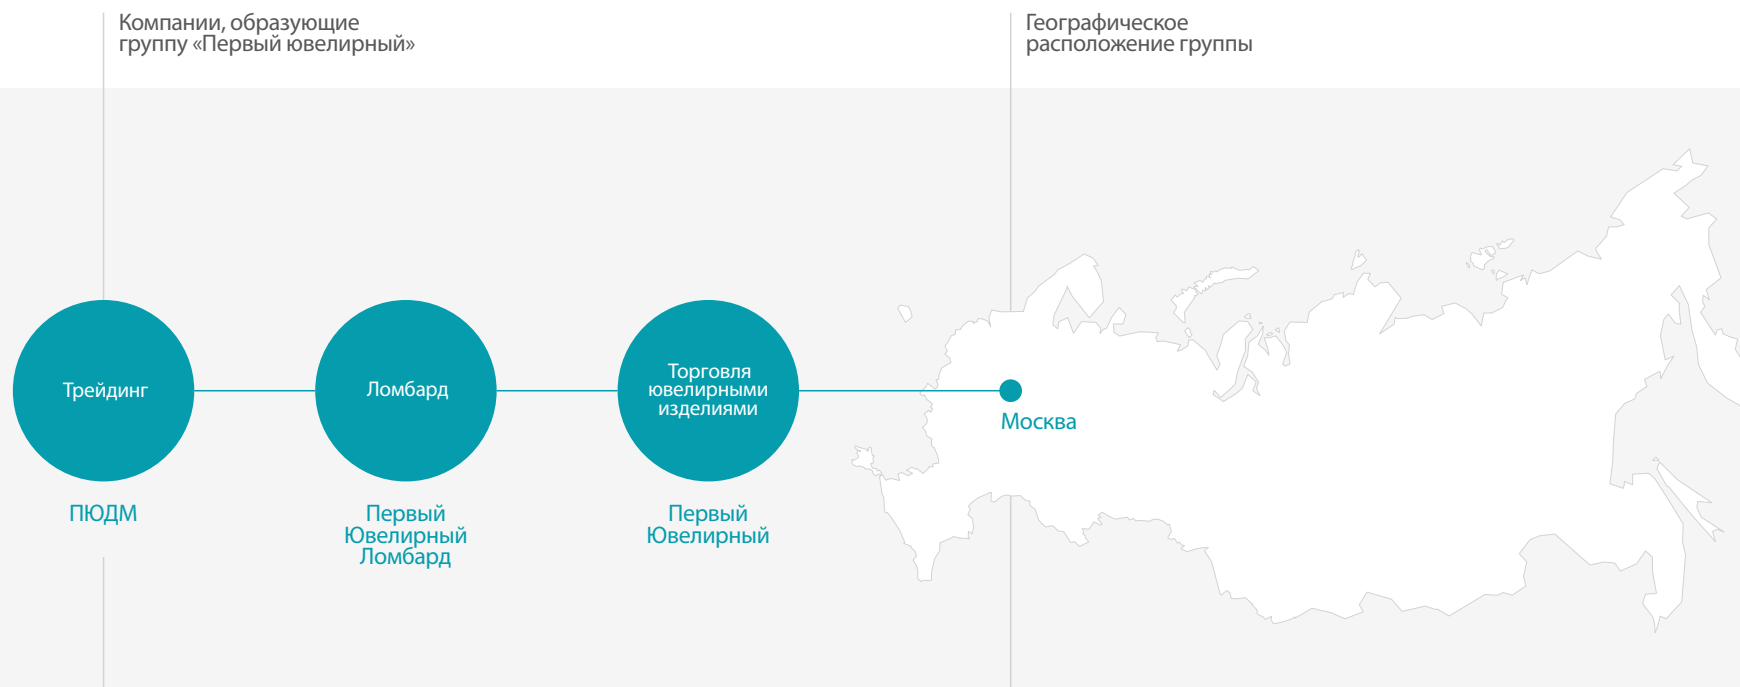 Компании, образующие
группу «Первый ювелирный»
Географическое
расположение группы
Трейдинг
Ломбард
Торговля
ювелирными
изделиями
Москва
ПЮДМ
Первый
Ювелирный
Ломбард
Первый
Ювелирный